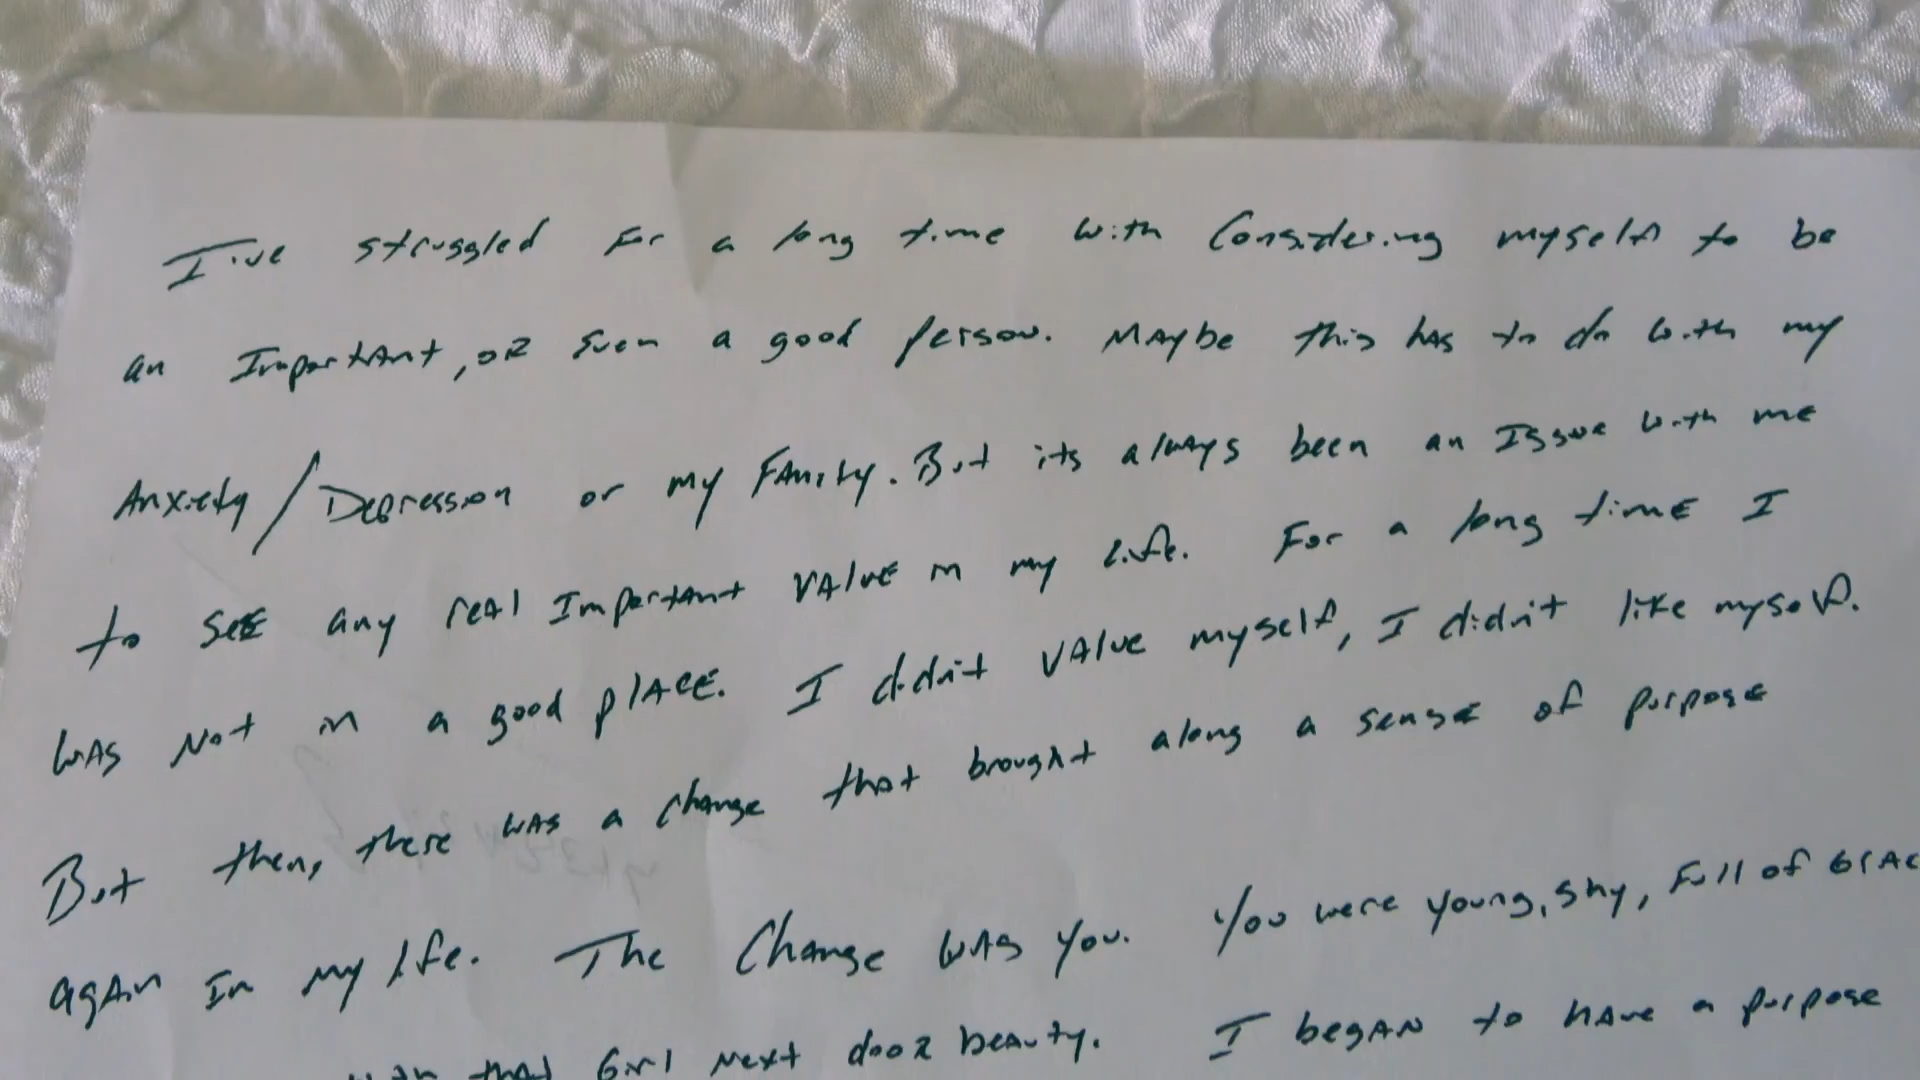 I've struggled For a long time with Considering myself to be
an Important, or Even a good person. Maybe this has to do with my
Anxiety/Depression or my Family. But its always been an Issue with me
to see any real Important value in my life. For a long time I
was Not in a good place. I didn't value myself, I didn't like myself.
But then, there was a change that brought along a sense of purpose
again In my life. The Change was you. You were young, shy, Full of
that Girl Next door beauty. I began to have a purpose